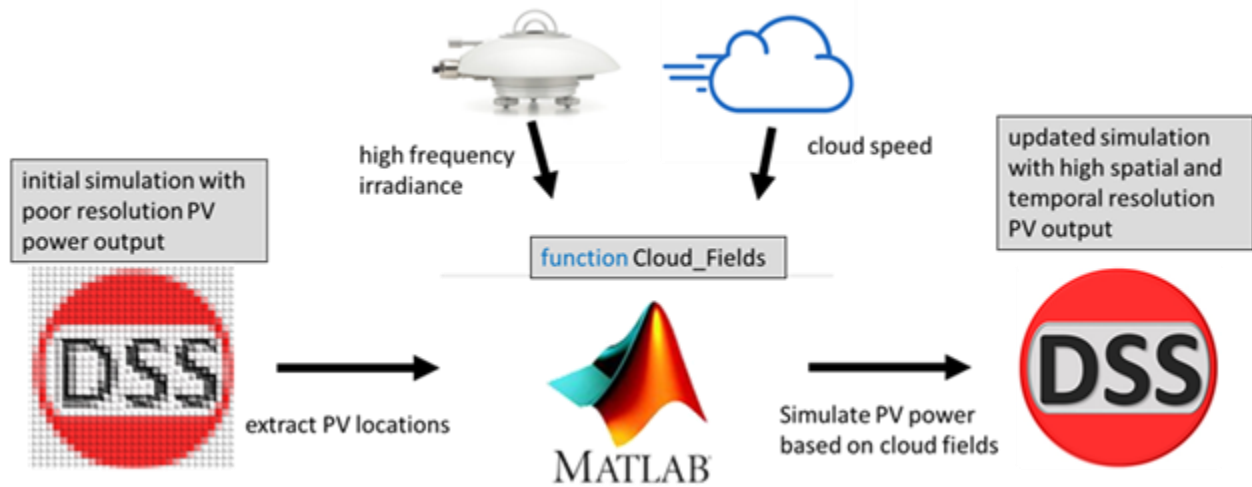 high frequency
irradiance
cloud speed
initial simulation with
poor resolution PV
power output
updated simulation
with high spatial and
temporal resolution
PV output
function Cloud_Fields
DSS
extract PV locations
MATLAB®
Simulate PV power
based on cloud fields
DSS